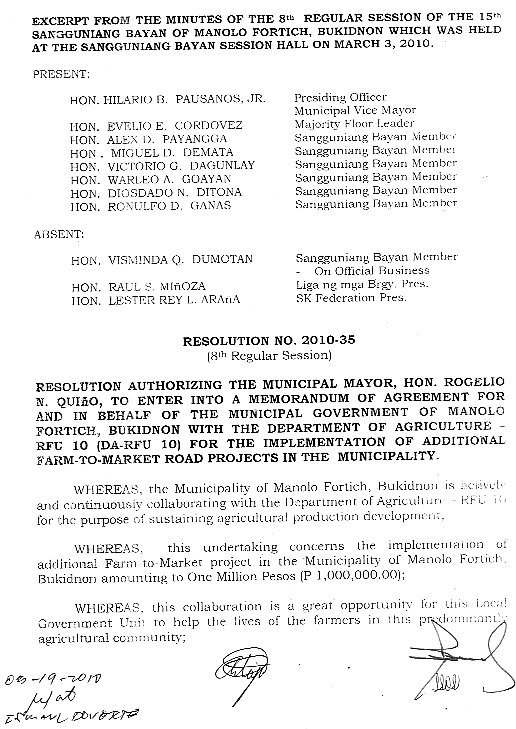 EXCERPT FROM THE MINUTES OF THE 8th REGULAR SESSION OF THE 15th
SANGGUNIANG BAYAN OF MANOLO FORTICH, BUKIDNON WHICH WAS HELD
AT THE SANGGUNIANG BAYAN SESSION HALL ON MARCH 3, 2010.
PRESENT:
HON. HILARIO B. PAUSANOS, JR. Presiding Officer
Municipal Vice Mayor
HON. EVELIO E. CORDOVEZ Majority Floor Leader
HON. ALEX D. PAYANGGA Sangguniang Bayan Member
HON. MIGUEL D. DEMATA Sangguniang Bayan Member
HON. VICTORIO G. DAGUNLAY Sangguniang Bayan Member
HON. WARLEO A. GOAYAN Sangguniang Bayan Member
HON. DIOSDADO N. DITONA Sangguniang Bayan Member
HON. RONULFO D. GANAS Sangguniang Bayan Member
ABSENT:
HON. VISMINDA Q. DUMOTAN Sangguniang Bayan Member
- On Official Business
HON. RAUL S. MIñOZA Liga ng mga Brgy. Pres.
HON. LESTER REY L. ARAñA SK Federation Pres.
RESOLUTION NO. 2010-35
(8th Regular Session)
RESOLUTION AUTHORIZING THE MUNICIPAL MAYOR, HON. ROGELIO
N. QUIñO, TO ENTER INTO A MEMORANDUM OF AGREEMENT FOR
AND IN BEHALF OF THE MUNICIPAL GOVERNMENT OF MANOLO
FORTICH, BUKIDNON WITH THE DEPARTMENT OF AGRICULTURE –
RFU 10 (DA-RFU 10) FOR THE IMPLEMENTATION OF ADDITIONAL
FARM-TO-MARKET ROAD PROJECTS IN THE MUNICIPALITY.
WHEREAS, the Municipality of Manolo Fortich, Bukidnon is actively
and continuously collaborating with the Department of Agriculture – RFU 10
for the purpose of sustaining agricultural production development;
WHEREAS, this undertaking concerns the implementation of
additional Farm-to-Market project in the Municipality of Manolo Fortich,
Bukidnon amounting to One Million Pesos (P 1,000,000.00);
WHEREAS, this collaboration is a great opportunity for this Local
Government Unit to help the lives of the farmers in this predominantly
agricultural community;
03-19-2010